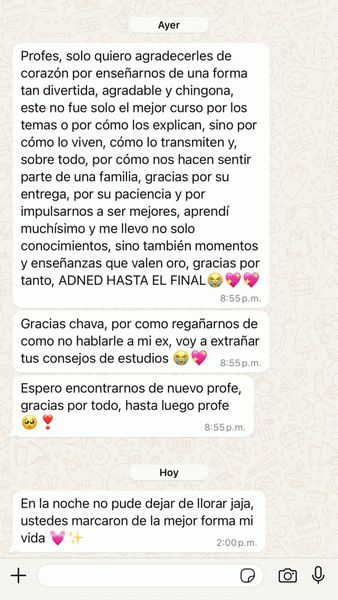 Ayer
Profes, solo quiero agradecerles de
corazón por enseñarnos de una forma
tan divertida, agradable y chingona,
este no fue solo el mejor curso por los
temas o por cómo los explican, sino por
cómo lo viven, cómo lo transmiten y,
sobre todo, por cómo nos hacen sentir
parte de una familia, gracias por su
entrega, por su paciencia y por
impulsarnos a ser mejores, aprendí
muchísimo y me llevo no solo
conocimientos, sino también momentos
y enseñanzas que valen oro, gracias por
tanto, ADNED HASTA EL FINAL😭💖💖
8:55 p.m.
Gracias chava, por como regañarnos de
como no hablarle a mi ex, voy a extrañar
tus consejos de estudios 😭💖
8:55 p.m.
Espero encontrarnos de nuevo profe,
gracias por todo, hasta luego profe
🥺❣️
8:55 p.m.
Hoy
En la noche no pude dejar de llorar jaja,
ustedes marcaron de la mejor forma mi
vida 💓✨
2:00 p.m.